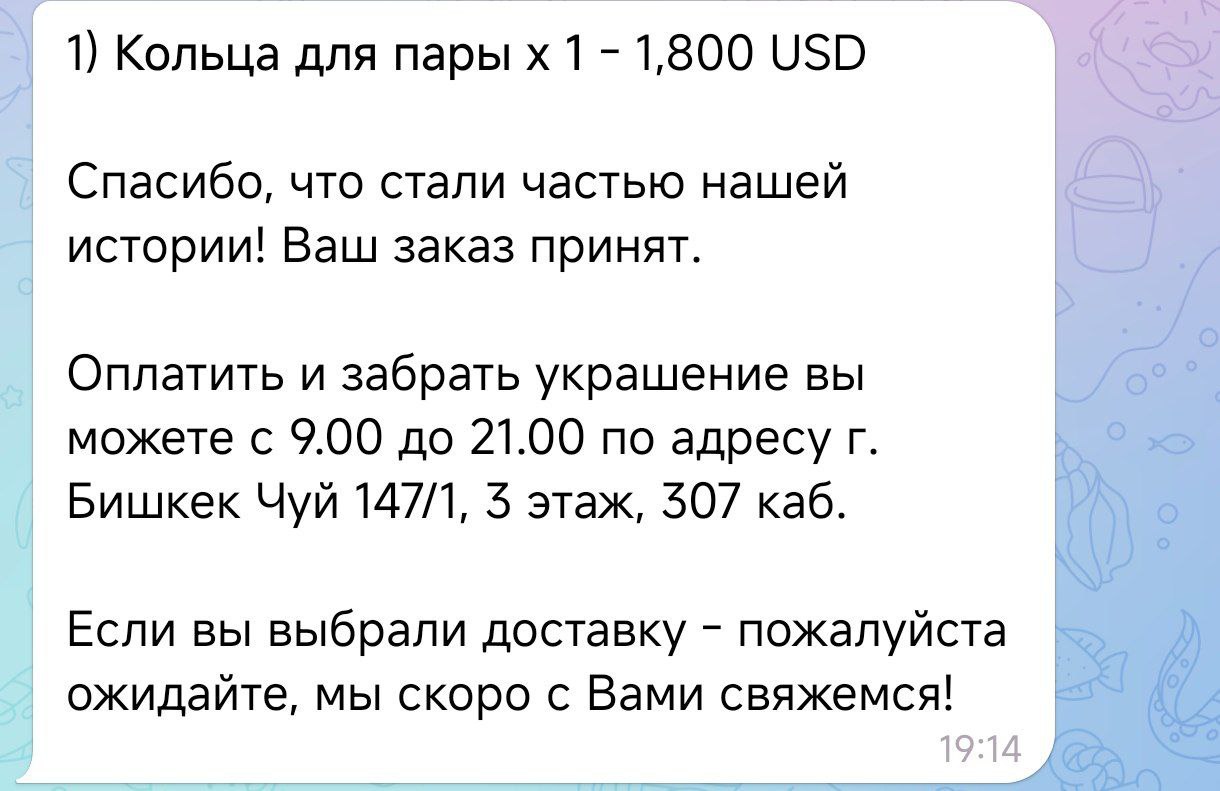 1) Кольца для пары x 1 - 1,800 USD
Спасибо, что стали частью нашей
истории! Ваш заказ принят.
Оплатить и забрать украшение вы
можете с 9.00 до 21.00 по адресу г.
Бишкек Чуй 147/1, 3 этаж, 307 каб.
Если вы выбрали доставку - пожалуйста
ожидайте, мы скоро с Вами свяжемся!
19:14